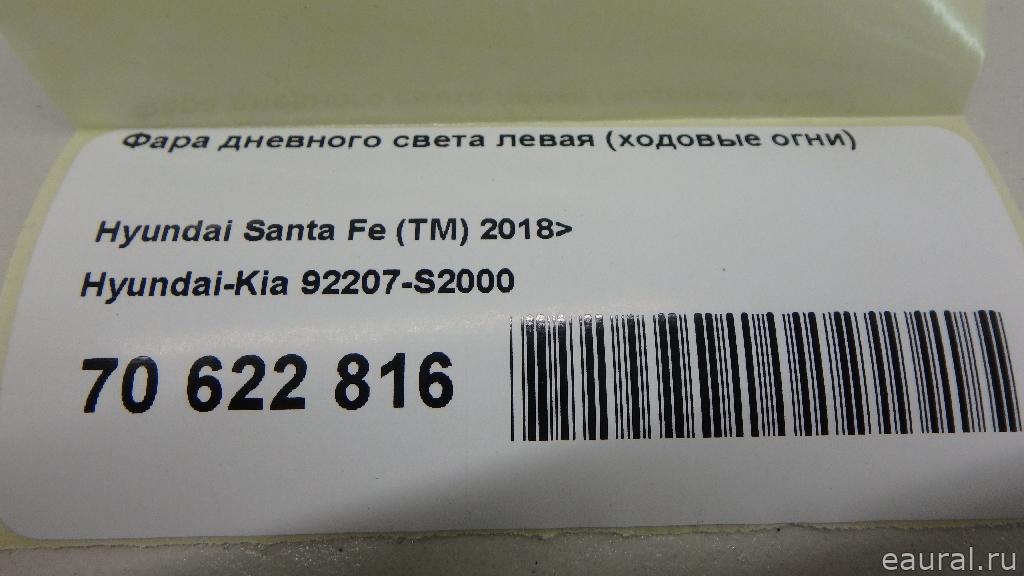 Фара дневного света левая (ходовые огни)
Hyundai Santa Fe (TM) 2018>
Hyundai-Kia 92207-S2000
70 622 816
eaural.ru